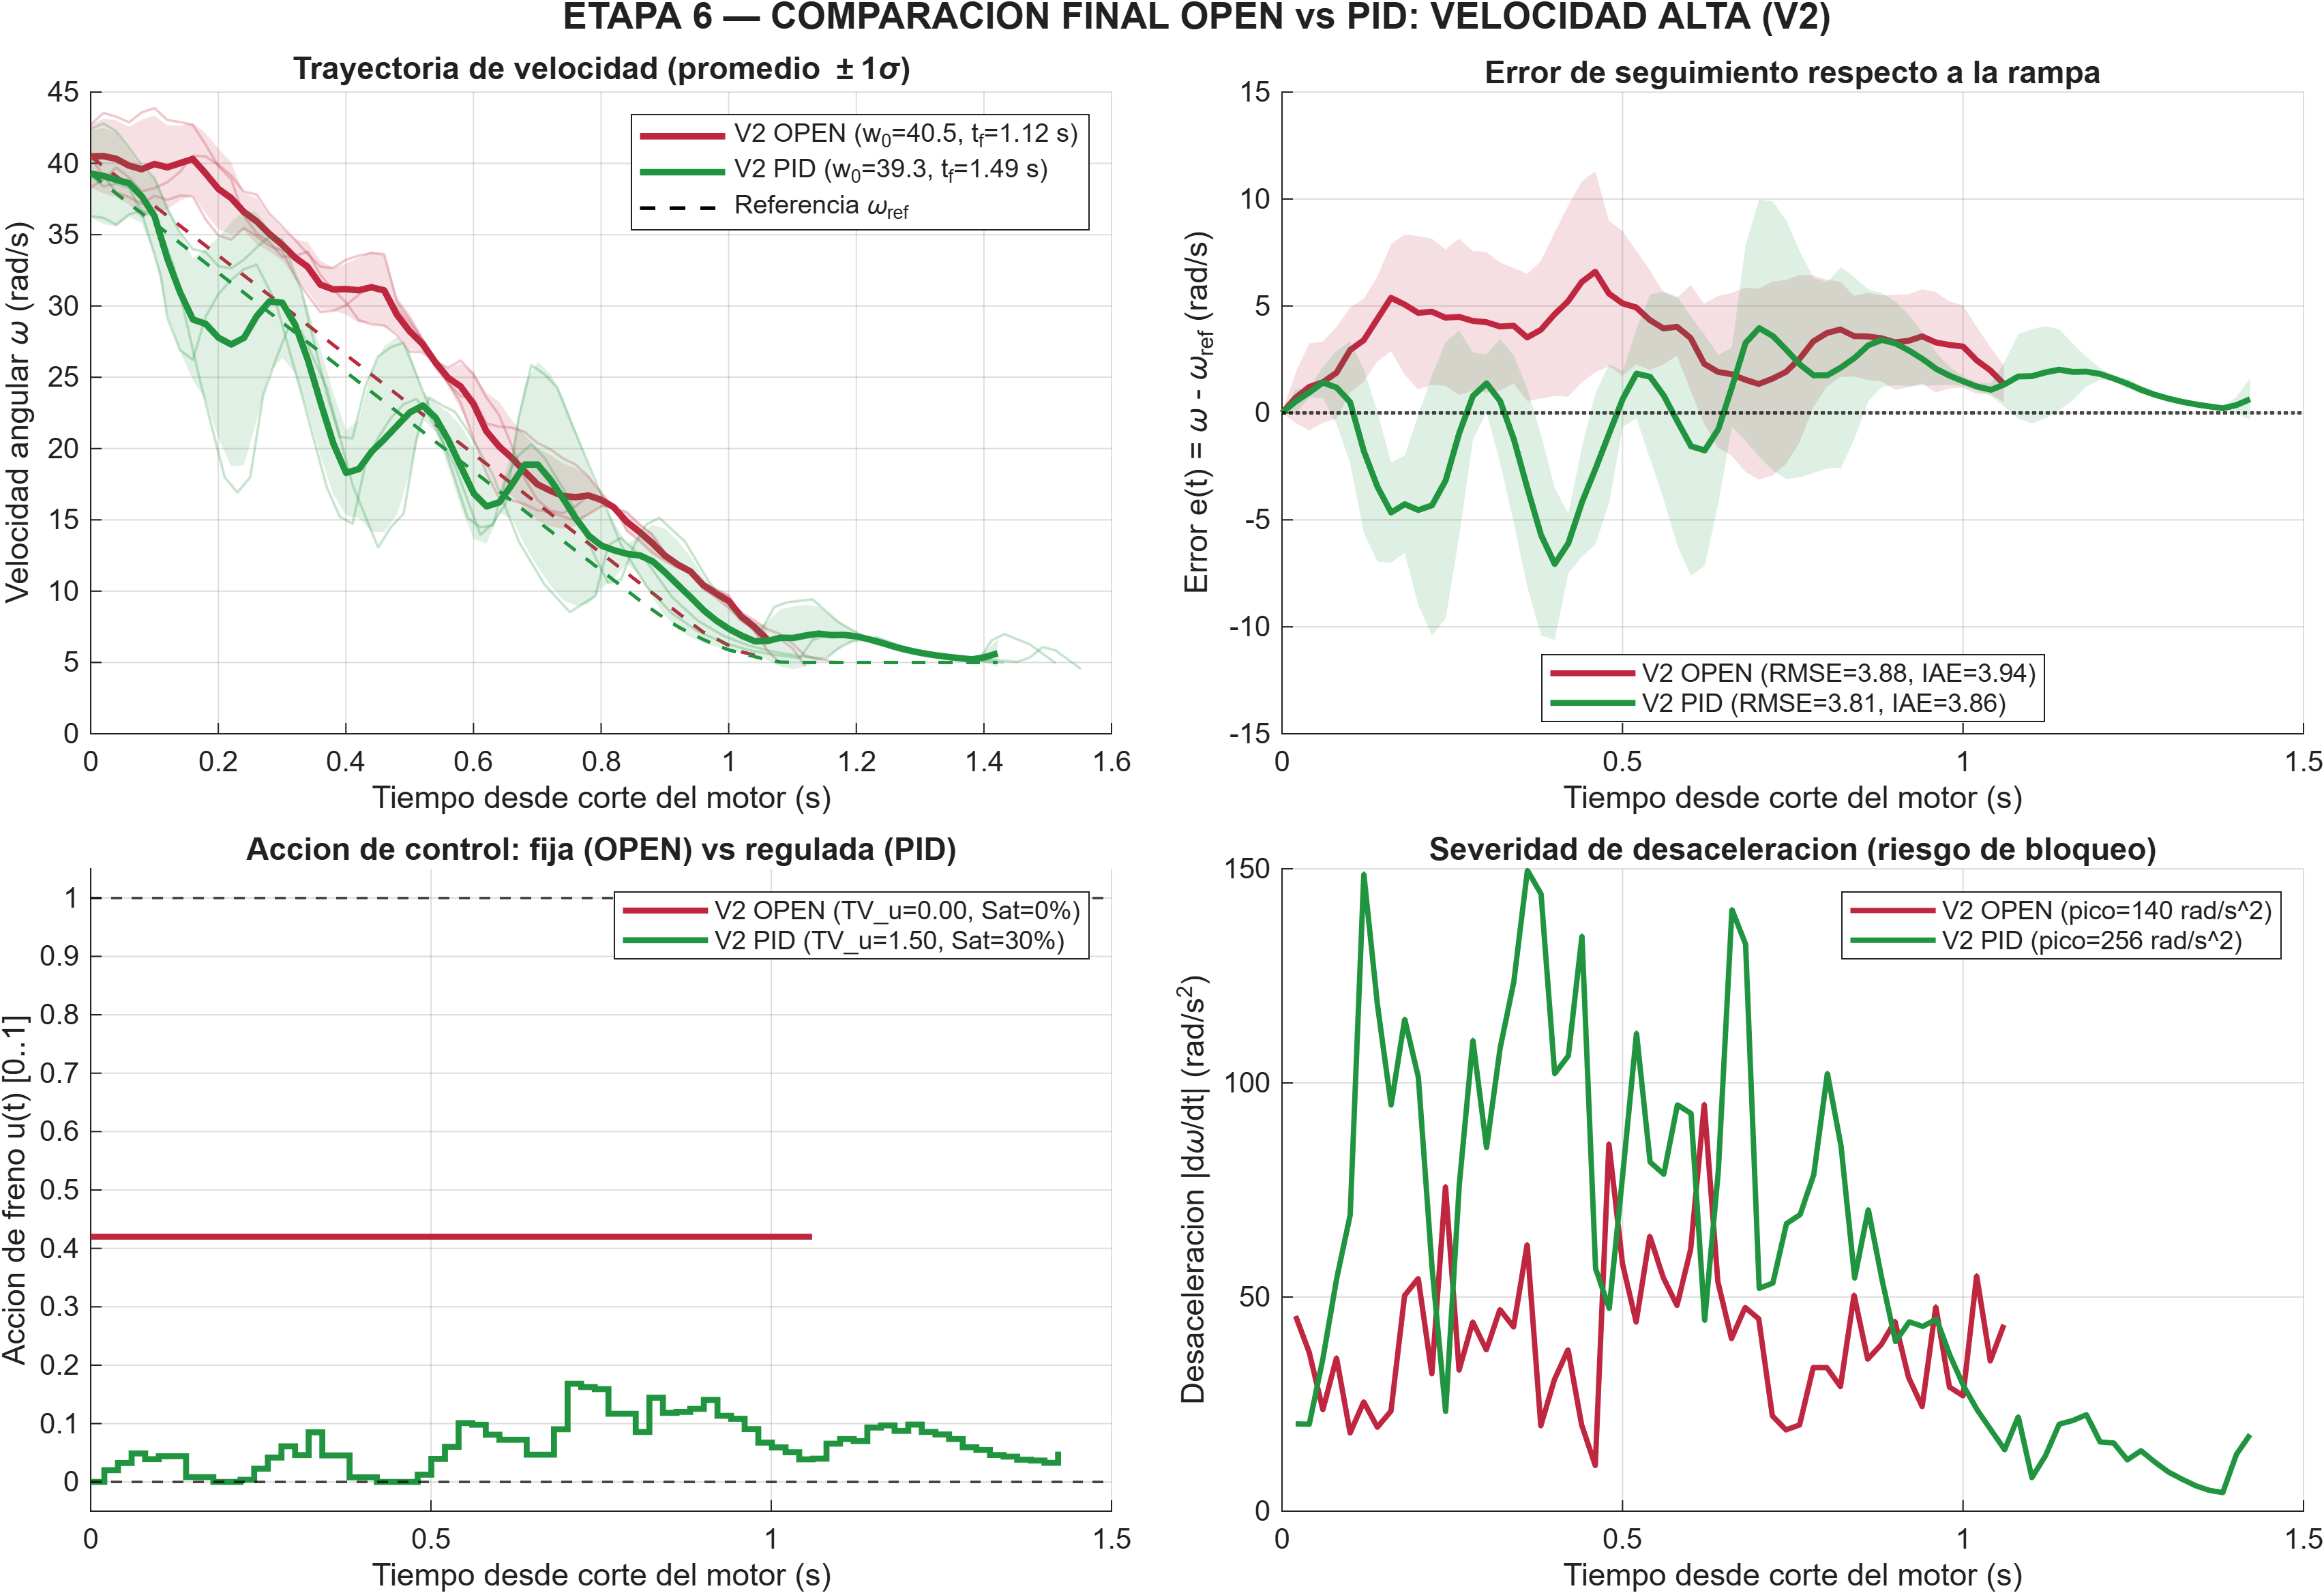 ETAPA 6 — COMPARACION FINAL OPEN vs PID: VELOCIDAD ALTA (V2)
Trayectoria de velocidad (promedio ± 1σ)
45
40
35
30
25
20
15
10
5
0
Velocidad angular ω (rad/s)
V2 OPEN (w₀=40.5, t_f=1.12 s)
V2 PID (w₀=39.3, t_f=1.49 s)
Referencia ω_ref
0 0.2 0.4 0.6 0.8 1 1.2 1.4 1.6
Tiempo desde corte del motor (s)
Error de seguimiento respecto a la rampa
15
10
5
0
-5
-10
-15
Error e(t) = ω - ω_ref (rad/s)
V2 OPEN (RMSE=3.88, IAE=3.94)
V2 PID (RMSE=3.81, IAE=3.86)
0 0.5 1 1.5
Tiempo desde corte del motor (s)
Accion de control: fija (OPEN) vs regulada (PID)
1
0.9
0.8
0.7
0.6
0.5
0.4
0.3
0.2
0.1
0
Accion de freno u(t) [0..1]
V2 OPEN (TV_u=0.00, Sat=0%)
V2 PID (TV_u=1.50, Sat=30%)
0 0.5 1 1.5
Tiempo desde corte del motor (s)
Severidad de desaceleracion (riesgo de bloqueo)
150
100
50
0
Desaceleracion |dω/dt| (rad/s²)
V2 OPEN (pico=140 rad/s^2)
V2 PID (pico=256 rad/s^2)
0 0.5 1 1.5
Tiempo desde corte del motor (s)